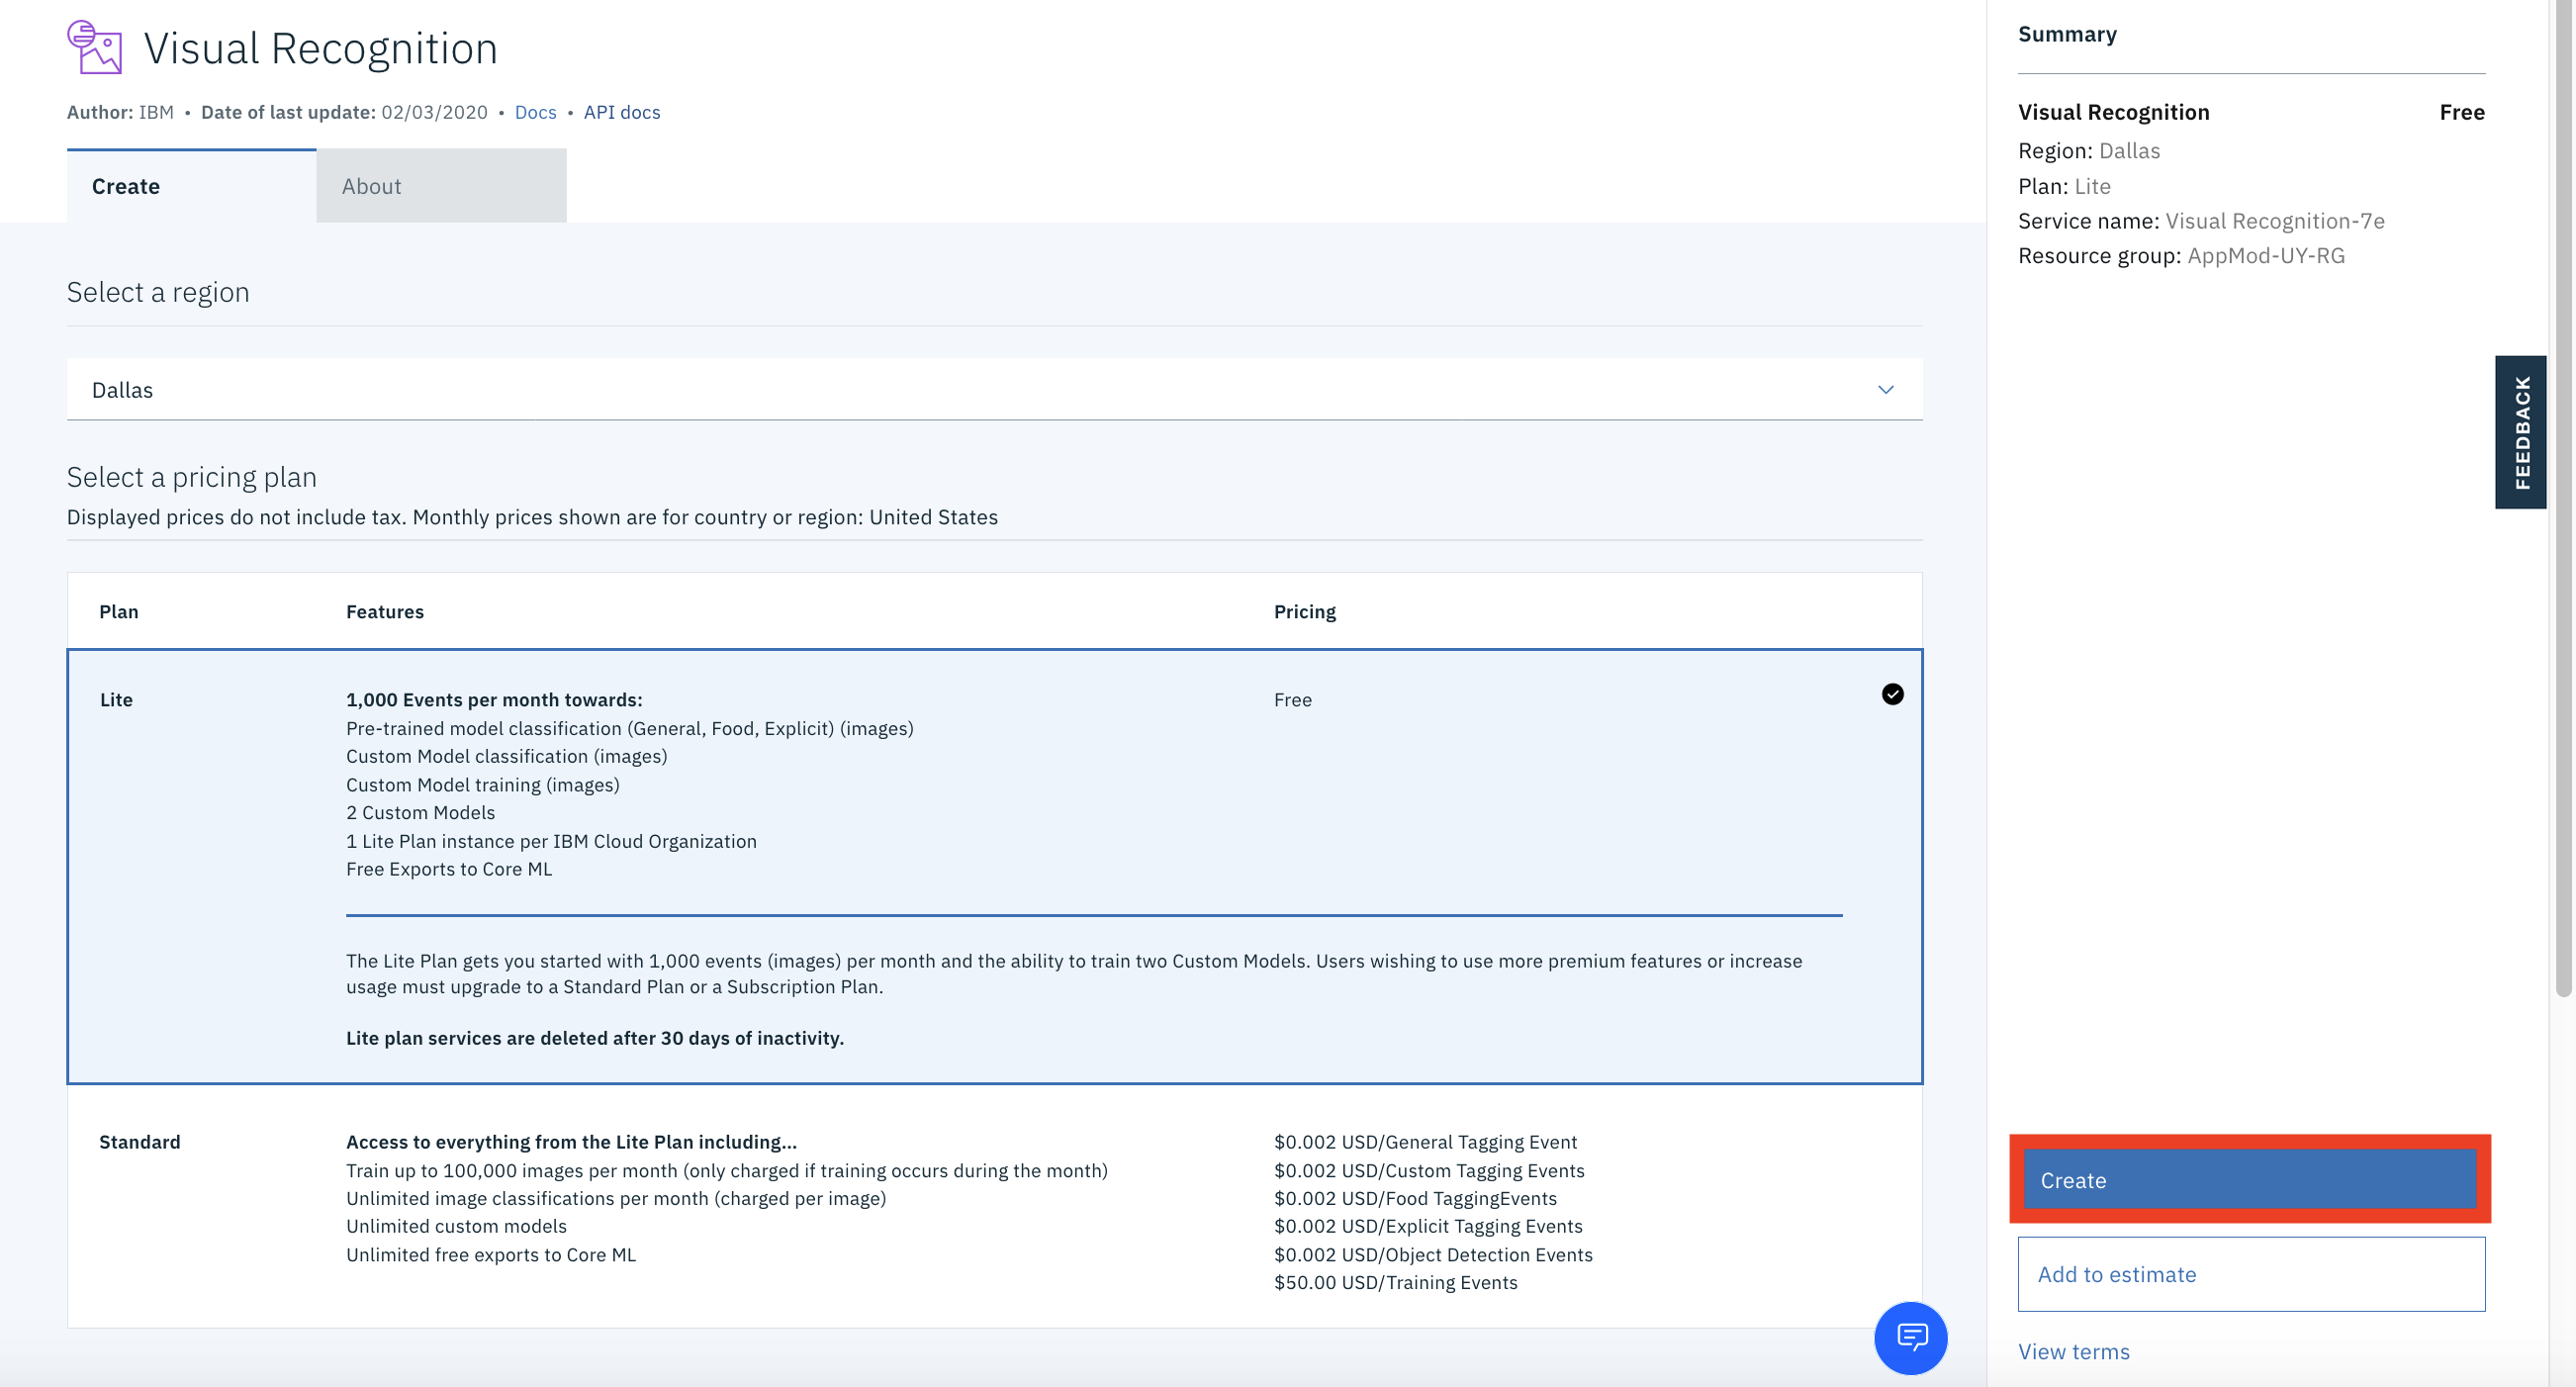 Visual Recognition
Author: IBM • Date of last update: 02/03/2020 • Docs • API docs
Create
About
Select a region
Dallas
Select a pricing plan
Displayed prices do not include tax. Monthly prices shown are for country or region: United States
Plan Features Pricing
Lite 1,000 Events per month towards: Free
Pre-trained model classification (General, Food, Explicit) (images)
Custom Model classification (images)
Custom Model training (images)
2 Custom Models
1 Lite Plan instance per IBM Cloud Organization
Free Exports to Core ML
The Lite Plan gets you started with 1,000 events (images) per month and the ability to train two Custom Models. Users wishing to use more premium features or increase
usage must upgrade to a Standard Plan or a Subscription Plan.
Lite plan services are deleted after 30 days of inactivity.
Standard Access to everything from the Lite Plan including... $0.002 USD/General Tagging Event
Train up to 100,000 images per month (only charged if training occurs during the month) $0.002 USD/Custom Tagging Events
Unlimited image classifications per month (charged per image) $0.002 USD/Food TaggingEvents
Unlimited custom models $0.002 USD/Explicit Tagging Events
Unlimited free exports to Core ML $0.002 USD/Object Detection Events
$50.00 USD/Training Events
Summary
Visual Recognition Free
Region: Dallas
Plan: Lite
Service name: Visual Recognition-7e
Resource group: AppMod-UY-RG
FEEDBACK
Create
Add to estimate
View terms